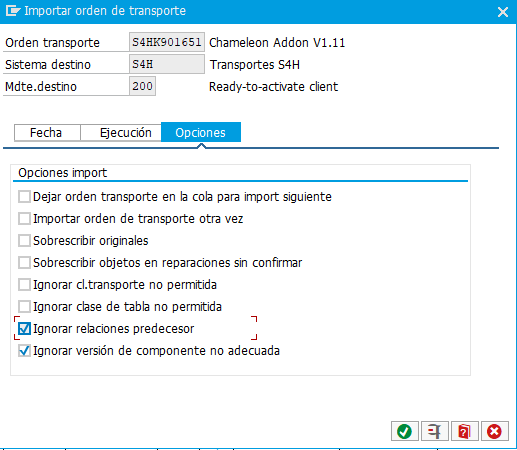 Importar orden de transporte
Orden transporte S4HK901651 Chameleon Addon V1.11
Sistema destino S4H Transportes S4H
Mdte.destino 200 Ready-to-activate client
Fecha Ejecución Opciones
Opciones import
Dejar orden transporte en la cola para import siguiente
Importar orden de transporte otra vez
Sobrescribir originales
Sobrescribir objetos en reparaciones sin confirmar
Ignorar cl.transporte no permitida
Ignorar clase de tabla no permitida
Ignorar relaciones predecesor
Ignorar versión de componente no adecuada